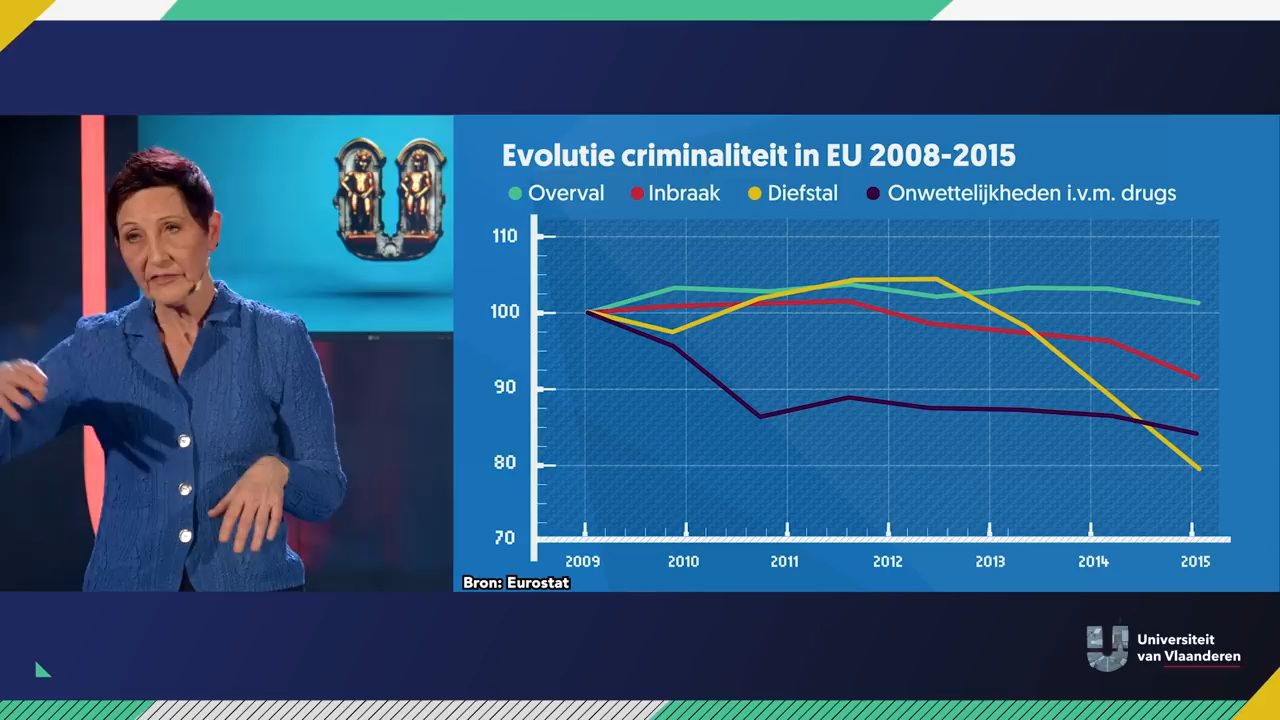 Evolutie criminaliteit in EU 2008-2015
Overval Inbraak Diefstal Onwettelijkheden i.v.m. drugs
110
100
90
80
70
2009 2010 2011 2012 2013 2014 2015
Bron: Eurostat
Universiteit
van Vlaanderen